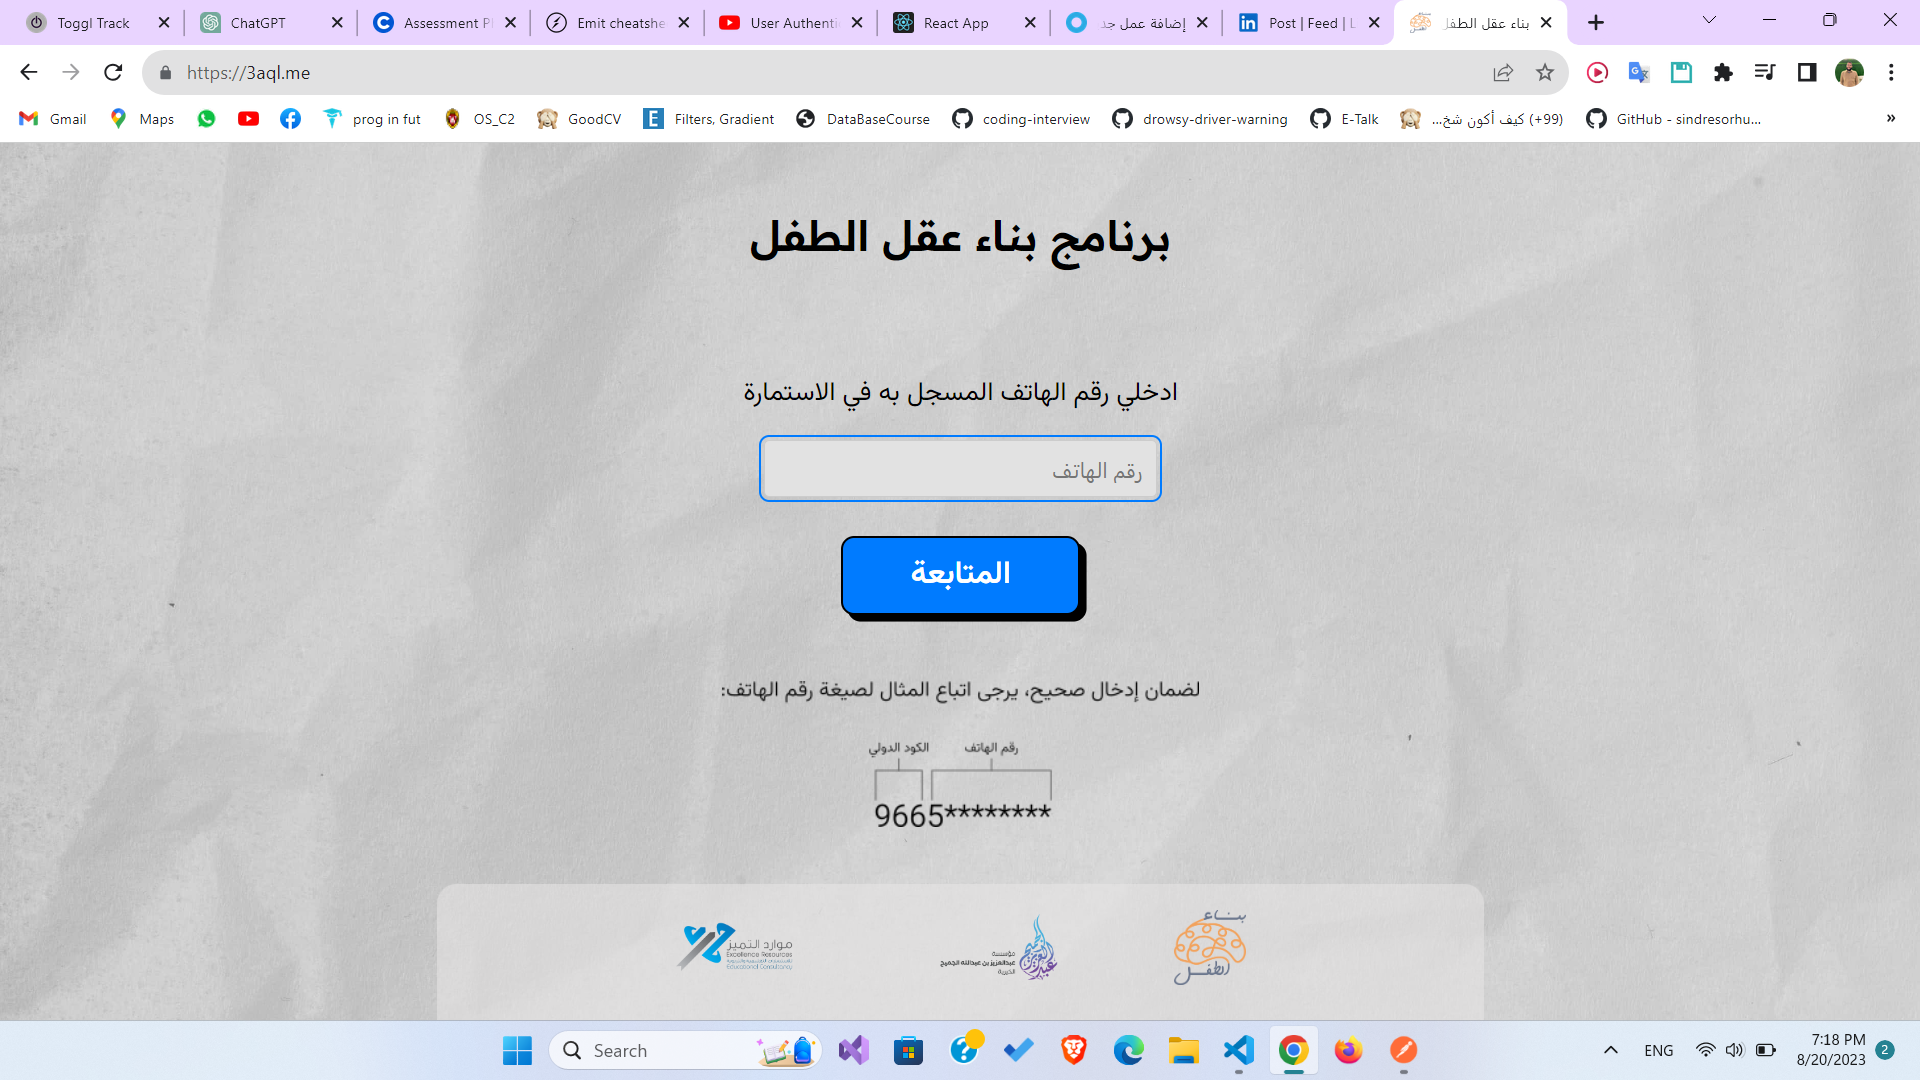 Toggl Track
ChatGPT
Assessment Pl
Emit cheatshe
User Authenti
React App
إضافة عمل جد
Post | Feed | L
بناء عقل الطفل
https://3aql.me
Gmail
Maps
prog in fut
OS_C2
GoodCV
Filters, Gradient
DataBaseCourse
coding-interview
drowsy-driver-warning
E-Talk
(+99) كيف أكون شخ...
GitHub - sindresorhu...
»
برنامج بناء عقل الطفل
ادخلي رقم الهاتف المسجل به في الاستمارة
رقم الهاتف
المتابعة
لضمان إدخال صحيح، يرجى اتباع المثال لصيغة رقم الهاتف:
رقم الهاتف
الكود الدولي
9665********
موارد التميز
Excellence Resources
Educational Consultancy
مؤسسة
عبدالعزيز بن عبدالله الجميح
الخيرية
بناء
الطفل
Search
ENG
7:18 PM
8/20/2023
2